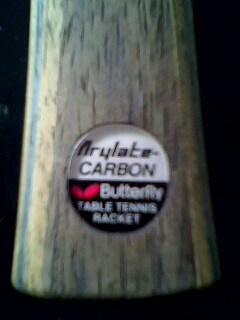 Arylate-
CARBON
Butterfly
TABLE TENNIS
RACKET